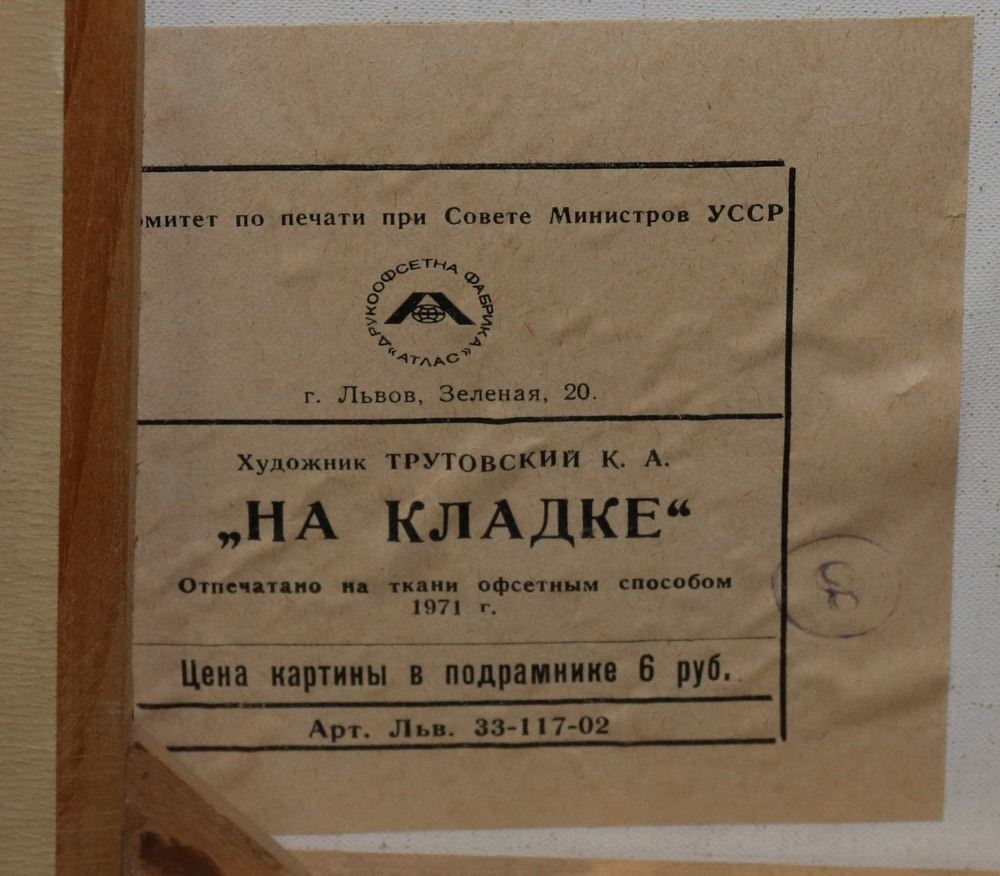 омитет по печати при Совете Министров УССР
ДРУКООФСЕТНА ФАБРИКА
«АТЛАС»
г. Львов, Зеленая, 20.
Художник ТРУТОВСКИЙ К. А.
„НА КЛАДКЕ“
Отпечатано на ткани офсетным способом
1971 г.
Цена картины в подрамнике 6 руб.
Арт. Льв. 33-117-02